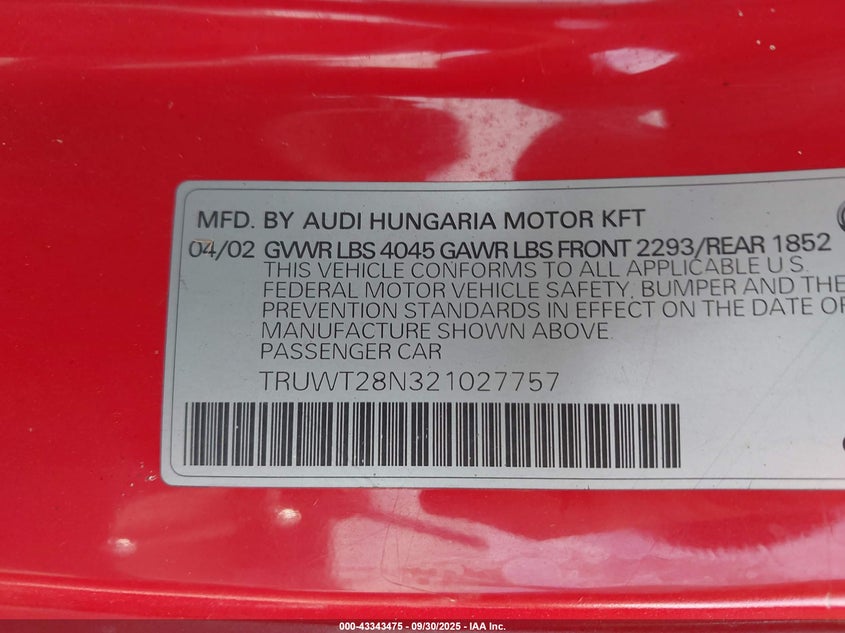 MFD. BY AUDI HUNGARIA MOTOR KFT
04/02 GVWR LBS 4045 GAWR LBS FRONT 2293/REAR 1852
THIS VEHICLE CONFORMS TO ALL APPLICABLE U.S.
FEDERAL MOTOR VEHICLE SAFETY, BUMPER AND THE
PREVENTION STANDARDS IN EFFECT ON THE DATE OF
MANUFACTURE SHOWN ABOVE.
PASSENGER CAR
TRUWT28N321027757
000-43343475 - 09/30/2025 - IAA Inc.